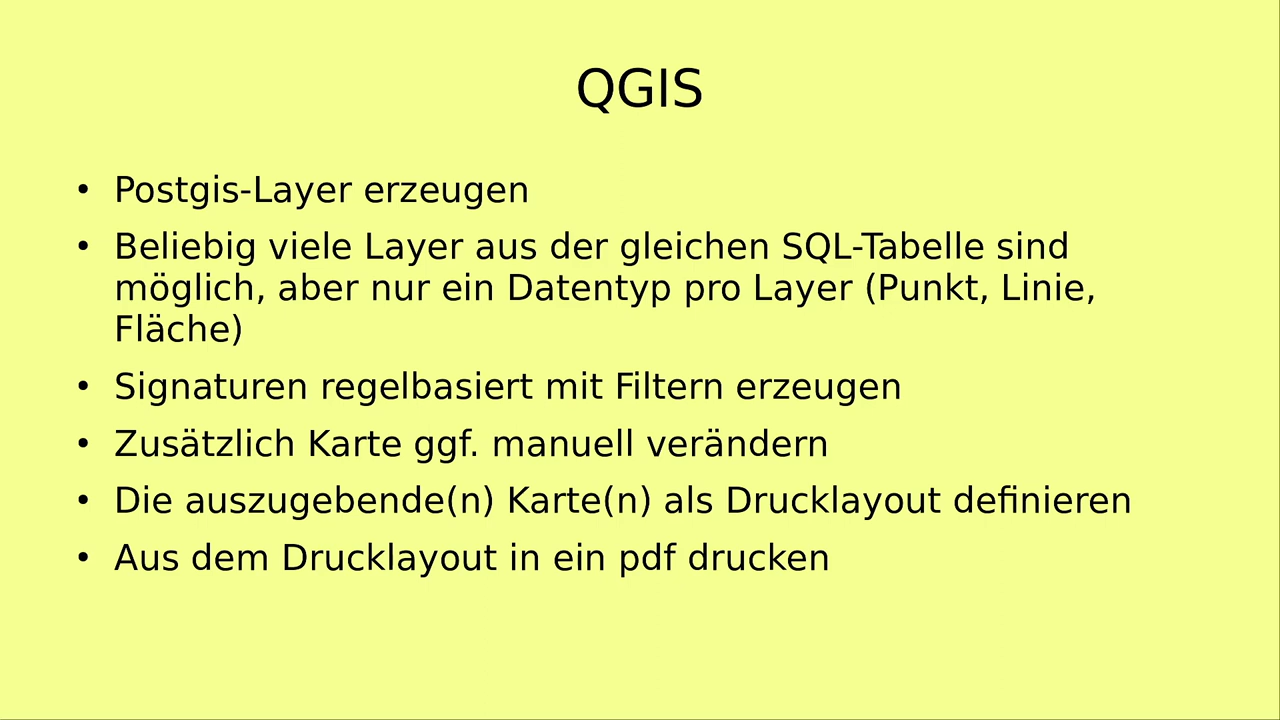 QGIS
• Postgis-Layer erzeugen
• Beliebig viele Layer aus der gleichen SQL-Tabelle sind
möglich, aber nur ein Datentyp pro Layer (Punkt, Linie,
Fläche)
• Signaturen regelbasiert mit Filtern erzeugen
• Zusätzlich Karte ggf. manuell verändern
• Die auszugebende(n) Karte(n) als Drucklayout definieren
• Aus dem Drucklayout in ein pdf drucken